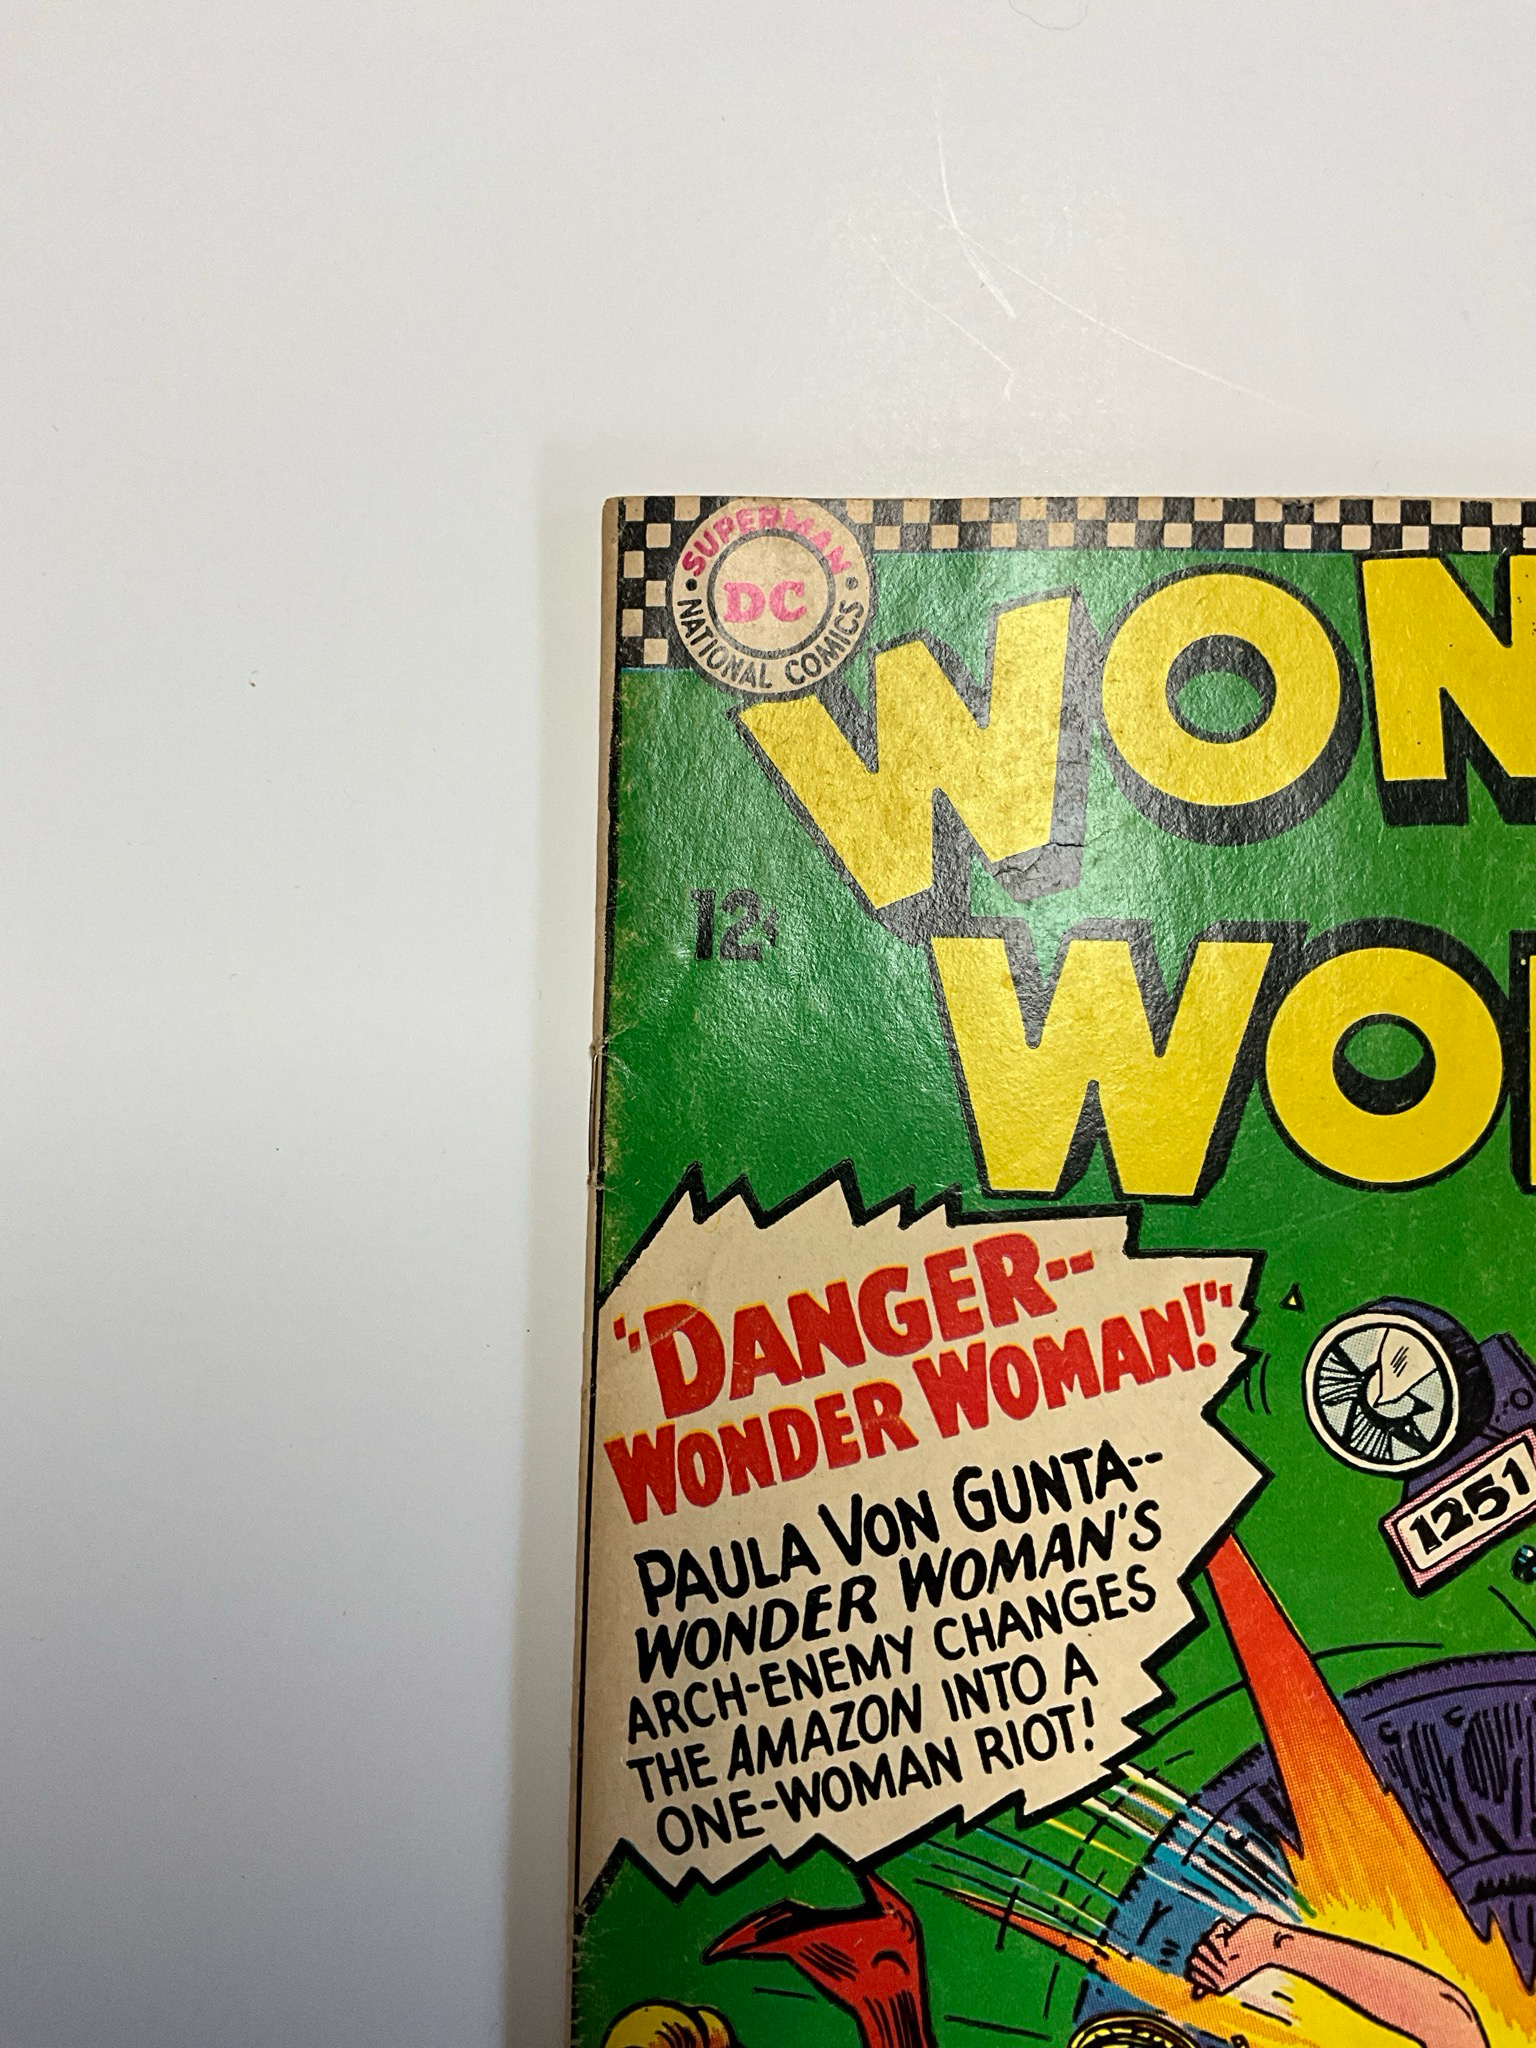 SUPERMAN
DC
NATIONAL COMICS
WON
12¢
WO
"DANGER--
WONDER WOMAN!"
PAULA VON GUNTA--
WONDER WOMAN'S
ARCH-ENEMY CHANGES
THE AMAZON INTO A
ONE-WOMAN RIOT!
1251